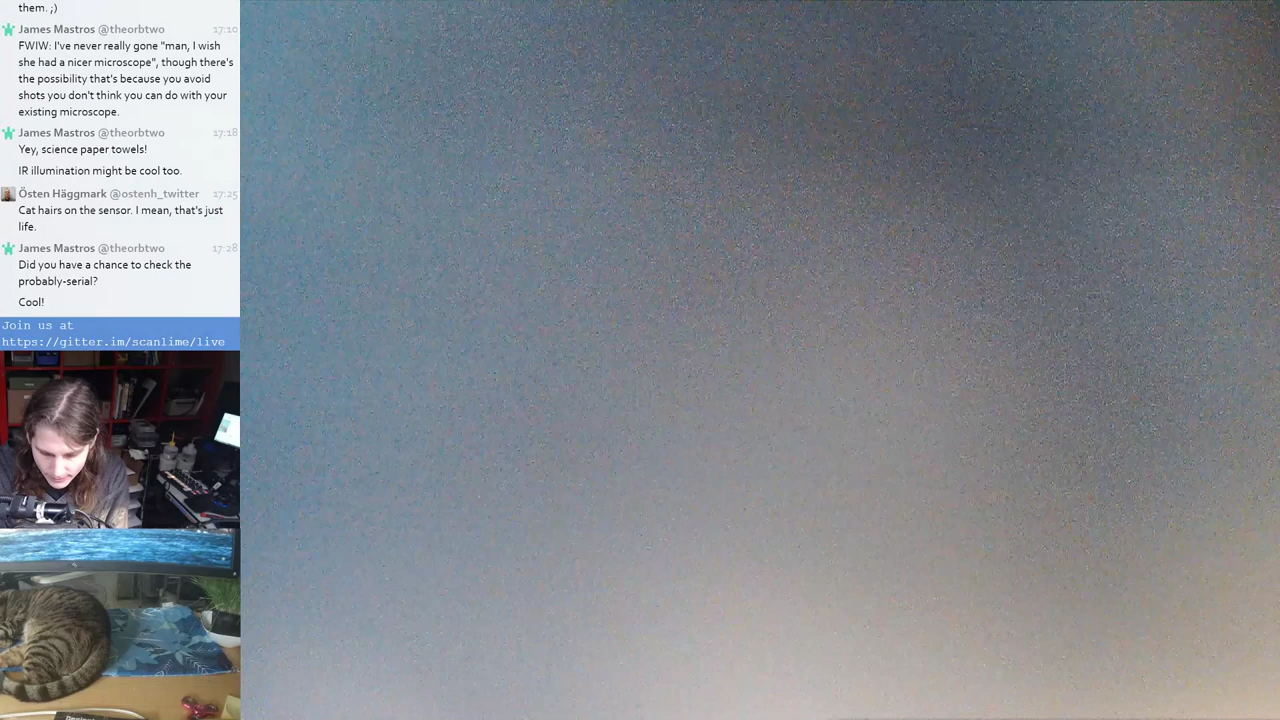 them. ;)
James Mastros @theorbtwo 17:10
FWIW: I've never really gone "man, I wish
she had a nicer microscope", though there's
the possibility that's because you avoid
shots you don't think you can do with your
existing microscope.
James Mastros @theorbtwo 17:18
Yey, science paper towels!
IR illumination might be cool too.
Östen Häggmark @ostenh_twitter 17:25
Cat hairs on the sensor. I mean, that's just
life.
James Mastros @theorbtwo 17:28
Did you have a chance to check the
probably-serial?
Cool!
Join us at
https://gitter.im/scanlime/live